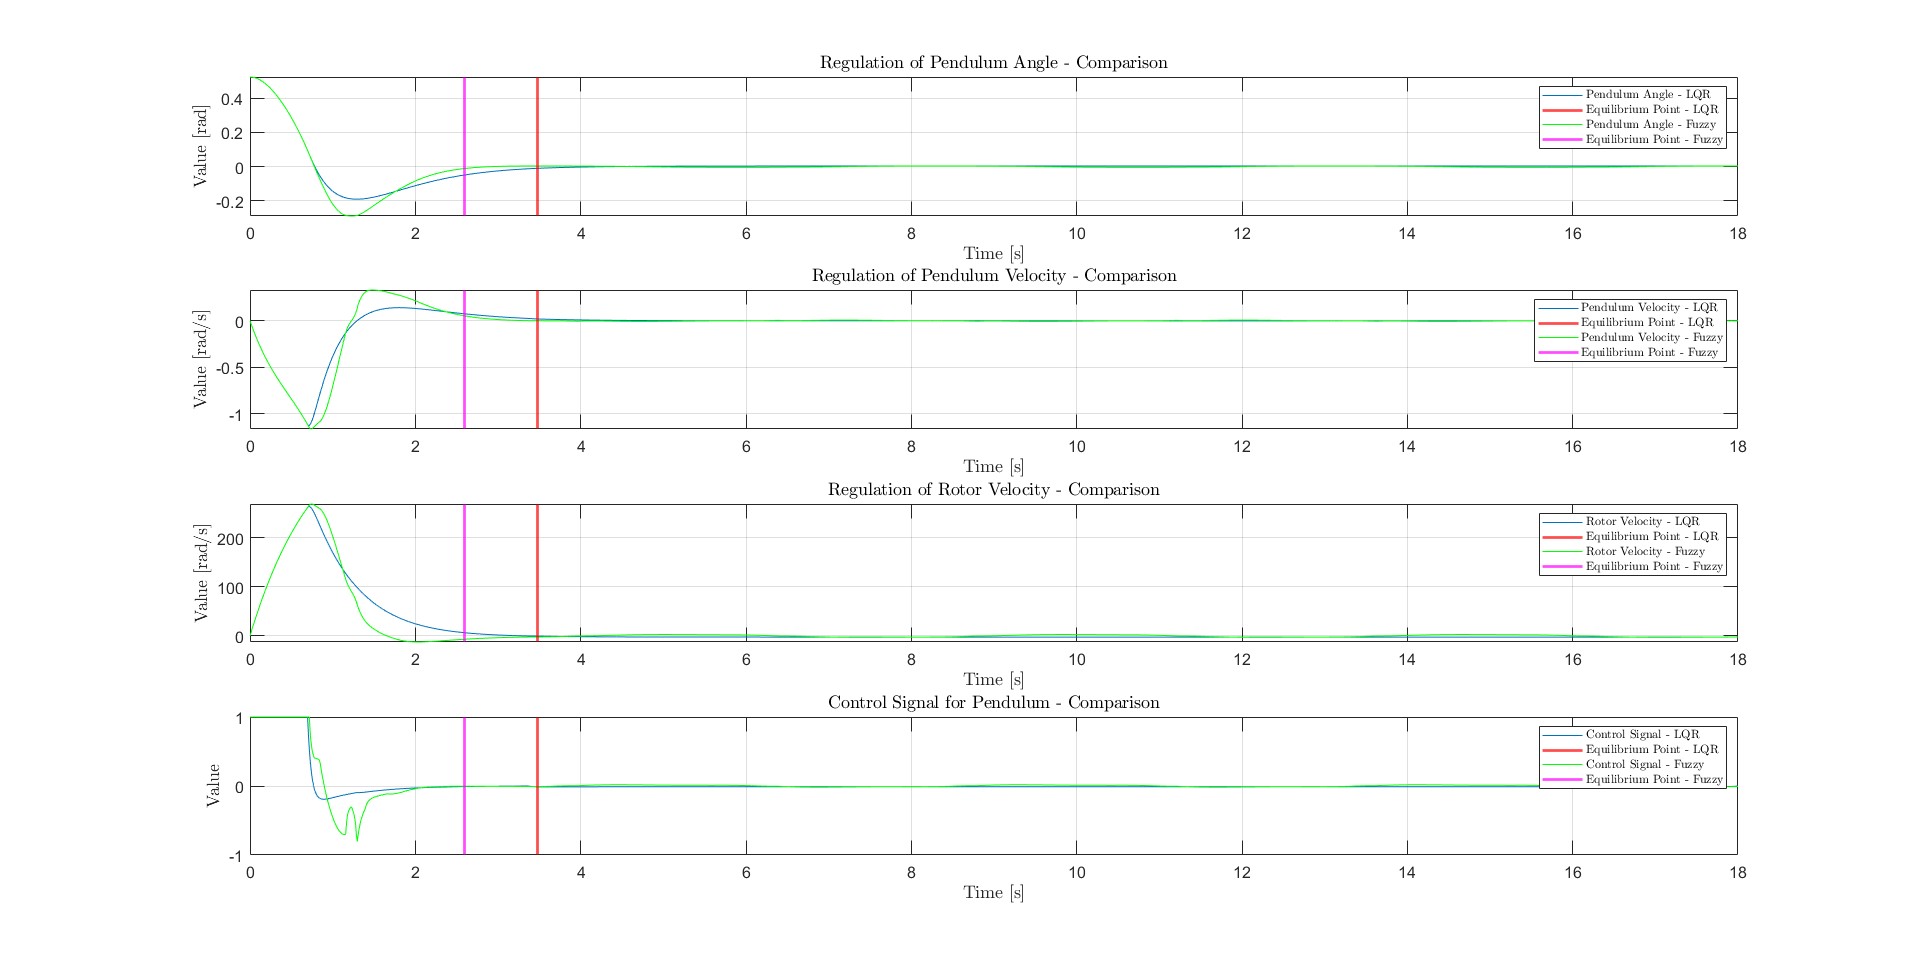 Regulation of Pendulum Angle - Comparison
Value [rad]
0.4
0.2
0
-0.2
Pendulum Angle - LQR
Equilibrium Point - LQR
Pendulum Angle - Fuzzy
Equilibrium Point - Fuzzy
0 2 4 6 8 10 12 14 16 18
Time [s]
Regulation of Pendulum Velocity - Comparison
Value [rad/s]
0
-0.5
-1
Pendulum Velocity - LQR
Equilibrium Point - LQR
Pendulum Velocity - Fuzzy
Equilibrium Point - Fuzzy
0 2 4 6 8 10 12 14 16 18
Time [s]
Regulation of Rotor Velocity - Comparison
Value [rad/s]
200
100
0
Rotor Velocity - LQR
Equilibrium Point - LQR
Rotor Velocity - Fuzzy
Equilibrium Point - Fuzzy
0 2 4 6 8 10 12 14 16 18
Time [s]
Control Signal for Pendulum - Comparison
Value
1
0
-1
Control Signal - LQR
Equilibrium Point - LQR
Control Signal - Fuzzy
Equilibrium Point - Fuzzy
0 2 4 6 8 10 12 14 16 18
Time [s]